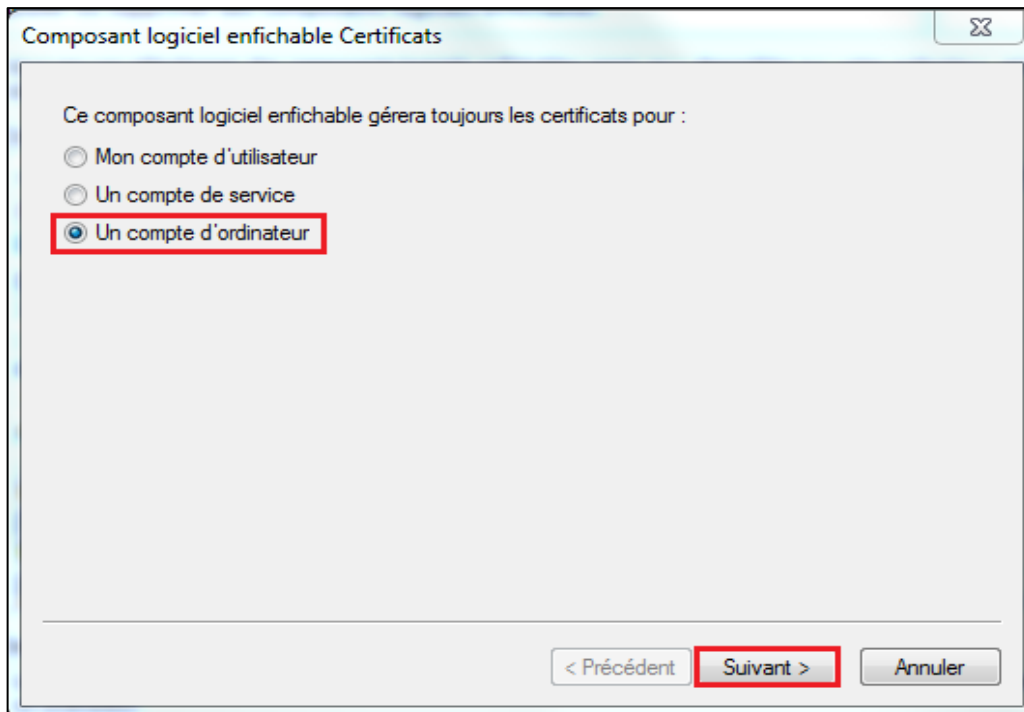 Composant logiciel enfichable Certificats
Ce composant logiciel enfichable gérera toujours les certificats pour :
Mon compte d'utilisateur
Un compte de service
Un compte d'ordinateur
< Précédent Suivant > Annuler